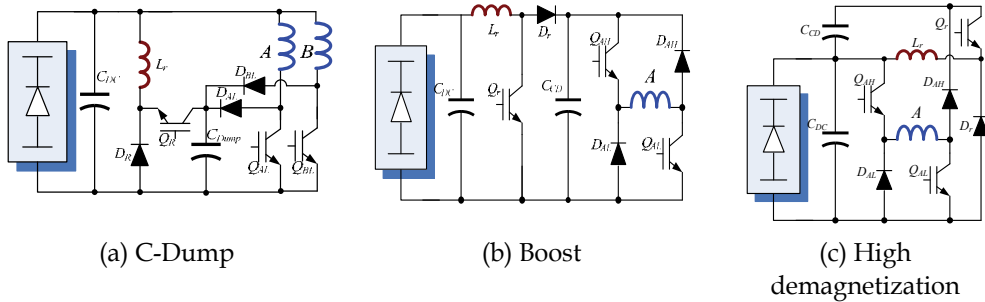 C_DC
L_r
A
B
D_BL
D_AL
Q_R
C_Dump
D_R
Q_AL
Q_BL
(a) C-Dump
L_r
D_r
Q_AH
D_AH
C_DC
Q_r
C_CD
A
D_AL
Q_AL
(b) Boost
C_CD
Q_r
L_r
Q_AH
D_AH
C_DC
A
D_r
D_AL
Q_AL
(c) High
demagnetization